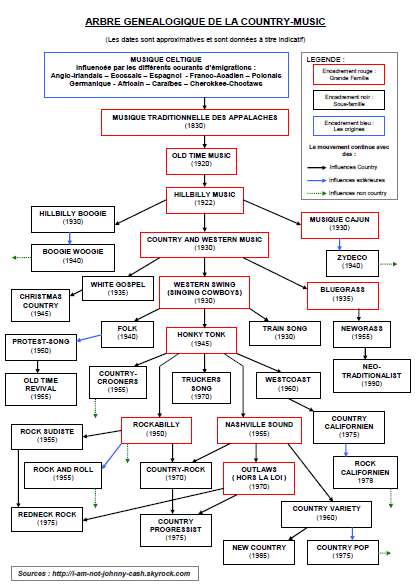 ARBRE GENEALOGIQUE DE LA COUNTRY-MUSIC
(Les dates sont approximatives et sont données à titre indicatif)
MUSIQUE CELTIQUE
Influencée par les différents courants d'émigrations :
Anglo-Irlandais – Ecossais – Espagnol - Franco-Acadien – Polonais
Germanique - Africain – Caraïbes – Cherokkee-Chootaws
LEGENDE :
Encadrement rouge :
Grande Famille
Encadrement noir :
Sous-famille
Encadrement bleu :
Les origines
Le mouvement continue avec
des :
Influences Country
Influences extérieures
Influences non country
MUSIQUE TRADITIONNELLE DES APPALACHES
(1830)
OLD TIME MUSIC
(1920)
HILLBILLY MUSIC
(1922)
HILLBILLY BOOGIE
(1930)
MUSIQUE CAJUN
(1930)
COUNTRY AND WESTERN MUSIC
(1930)
BOOGIE WOOGIE
(1940)
ZYDECO
(1940)
WHITE GOSPEL
(1935)
WESTERN SWING
(SINGING COWBOYS)
(1930)
BLUEGRASS
(1935)
CHRISTMAS
COUNTRY
(1945)
FOLK
(1940)
HONKY TONK
(1945)
TRAIN SONG
(1930)
NEWGRASS
(1955)
PROTEST-SONG
(1950)
OLD TIME
REVIVAL
(1955)
COUNTRY-
CROONERS
(1955)
TRUCKERS
SONG
(1970)
WESTCOAST
(1960)
NEO-
TRADITIONALIST
(1990)
ROCKABILLY
(1950)
NASHVILLE SOUND
(1955)
COUNTRY
CALIFORNIEN
(1975)
ROCK SUDISTE
(1955)
ROCK AND ROLL
(1955)
COUNTRY-ROCK
(1970)
OUTLAWS
( HORS LA LOI )
(1970)
ROCK
CALIFORNIEN
1978
REDNECK ROCK
(1975)
COUNTRY
PROGRESSIST
(1975)
COUNTRY VARIETY
(1960)
NEW COUNTRY
(1985)
COUNTRY POP
(1975)
Sources : http://i-am-not-johnny-cash.skyrock.com